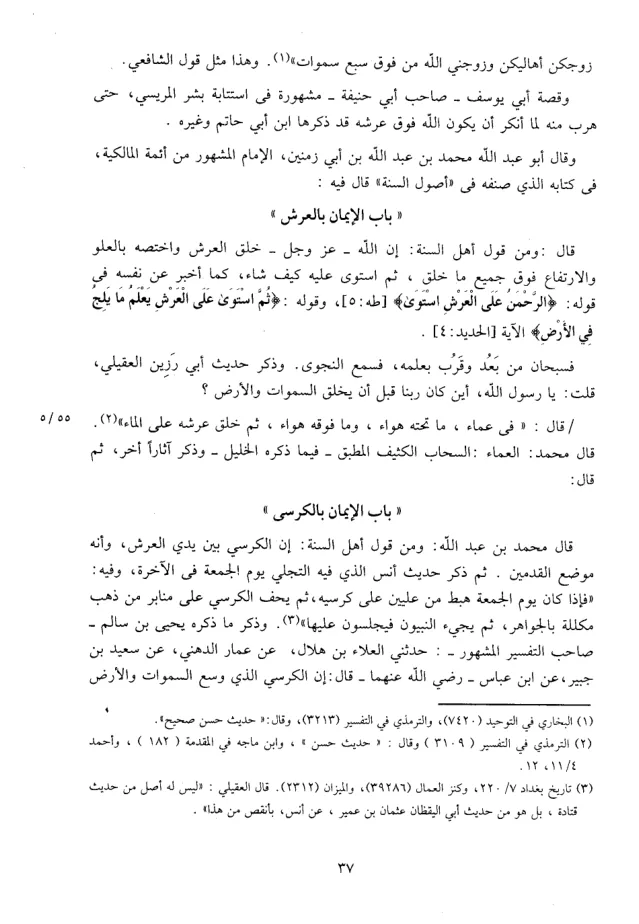 زوجكن أهاليكن وزوجني الله من فوق سبع سموات»(١). وهذا مثل قول الشافعي.
وقصة أبي يوسف ـ صاحب أبي حنيفة ـ مشهورة فى استتابة بشر المريسي، حتى
هرب منه لما أنكر أن يكون الله فوق عرشه قد ذكرها ابن أبي حاتم وغيره .
وقال أبو عبد الله محمد بن عبد الله بن أبي زمنين، الإمام المشهور من أئمة المالكية،
فى كتابه الذي صنفه فى «أصول السنة» قال فيه :
« باب الإيمان بالعرش »
قال :ومن قول أهل السنة: إن الله ـ عز وجل ـ خلق العرش واختصه بالعلو
والارتفاع فوق جميع ما خلق ، ثم استوى عليه كيف شاء، كما أخبر عن نفسه فى
قوله: ﴿الرَّحْمَنُ عَلَى الْعَرْشِ اسْتَوَىٰ﴾ [طه:٥]، وقوله :﴿ثُمَّ اسْتَوَىٰ عَلَى الْعَرْشِ يَعْلَمُ مَا يَلِجُ
فِي الأَرْضِ﴾ الآية [الحديد:٤] .
فسبحان من بَعُد وقَرُب بعلمه، فسمع النجوى. وذكر حديث أبي رَزِين العقيلي،
قلت: يا رسول الله، أين كان ربنا قبل أن يخلق السموات والأرض ؟
/ قال : « فى عماء ، ما تحته هواء ، وما فوقه هواء ، ثم خلق عرشه على الماء»(٢). ٥/٥٥
قال محمد: العماء :السحاب الكثيف المطبق ـ فيما ذكره الخليل ـ وذكر آثاراً أخر، ثم
قال:
« باب الإيمان بالكرسى »
قال محمد بن عبد الله: ومن قول أهل السنة: إن الكرسي بين يدي العرش، وأنه
موضع القدمين . ثم ذكر حديث أنس الذي فيه التجلي يوم الجمعة فى الآخرة، وفيه:
«فإذا كان يوم الجمعة هبط من عليين على كرسيه،ثم يحف الكرسي على منابر من ذهب
مكللة بالجواهر، ثم يجيء النبيون فيجلسون عليها»(٣). وذكر ما ذكره يحيى بن سالم ـ
صاحب التفسير المشهور ـ : حدثني العلاء بن هلال، عن عمار الدهني، عن سعيد بن
جبير،عن ابن عباس ـ رضي الله عنهما ـ قال:إن الكرسي الذي وسع السموات والأرض
(١) البخاري في التوحيد (٧٤٢٠)، والترمذي في التفسير (٣٢١٣)، وقال:« حديث حسن صحيح».
(٢) الترمذي في التفسير ( ٣١٠٩ ) وقال : « حديث حسن » ، وابن ماجه في المقدمة ( ١٨٢ ) ، وأحمد
٤/ ١١، ١٢ .
(٣) تاريخ بغداد ٧/ ٢٢٠، وكنز العمال (٣٩٢٨٦)، والميزان (٢٣١٢). قال العقيلي : «ليس له أصل من حديث
قتادة ، بل هو من حديث أبي اليقظان عثمان بن عمير ، عن أنس، بأنقص من هذا» .
٣٧